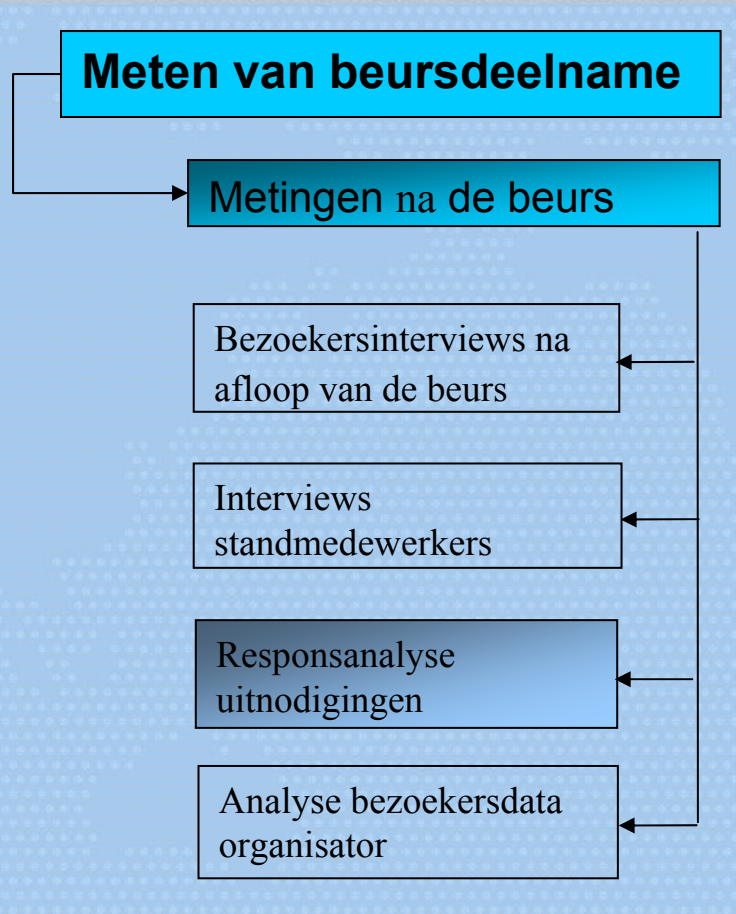 Meten van beursdeelname
Metingen na de beurs
Bezoekersinterviews na
afloop van de beurs
Interviews
standmedewerkers
Responsanalyse
uitnodigingen
Analyse bezoekersdata
organisator